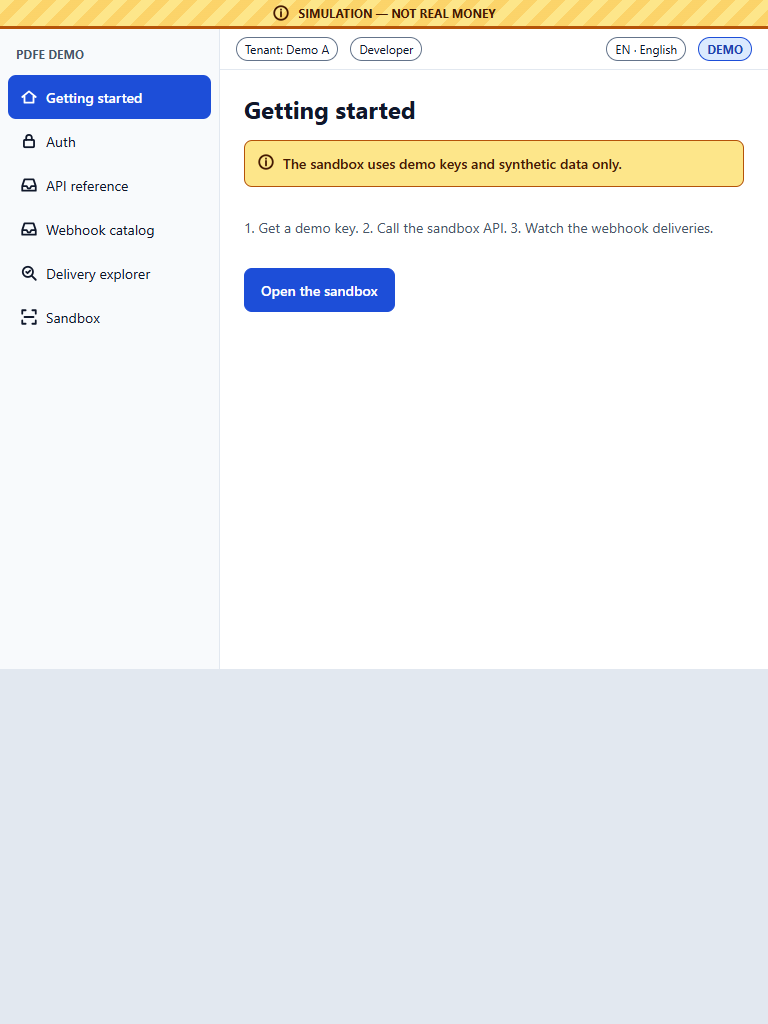 SIMULATION — NOT REAL MONEY
PDFE DEMO
Getting started
Auth
API reference
Webhook catalog
Delivery explorer
Sandbox
Tenant: Demo A
Developer
EN · English
DEMO
Getting started
The sandbox uses demo keys and synthetic data only.
1. Get a demo key. 2. Call the sandbox API. 3. Watch the webhook deliveries.
Open the sandbox